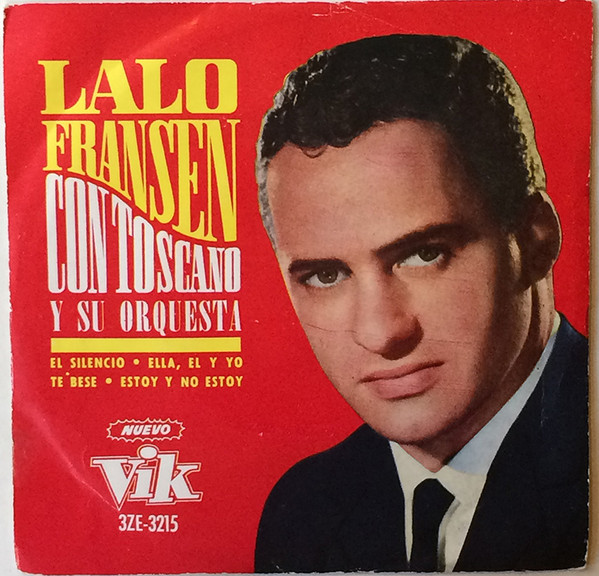 LALO
FRANSEN
CON TOSCANO
Y SU ORQUESTA
EL SILENCIO • ELLA, EL Y YO
TE BESE • ESTOY Y NO ESTOY
NUEVO
Vik
3ZE-3215